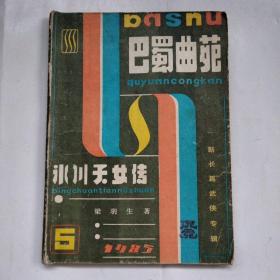 bashu
巴蜀曲苑
quyuancongkan
新长篇武侠专辑
冰川天女传
bingchuantiannüzhuan
梁羽生著
5
1985